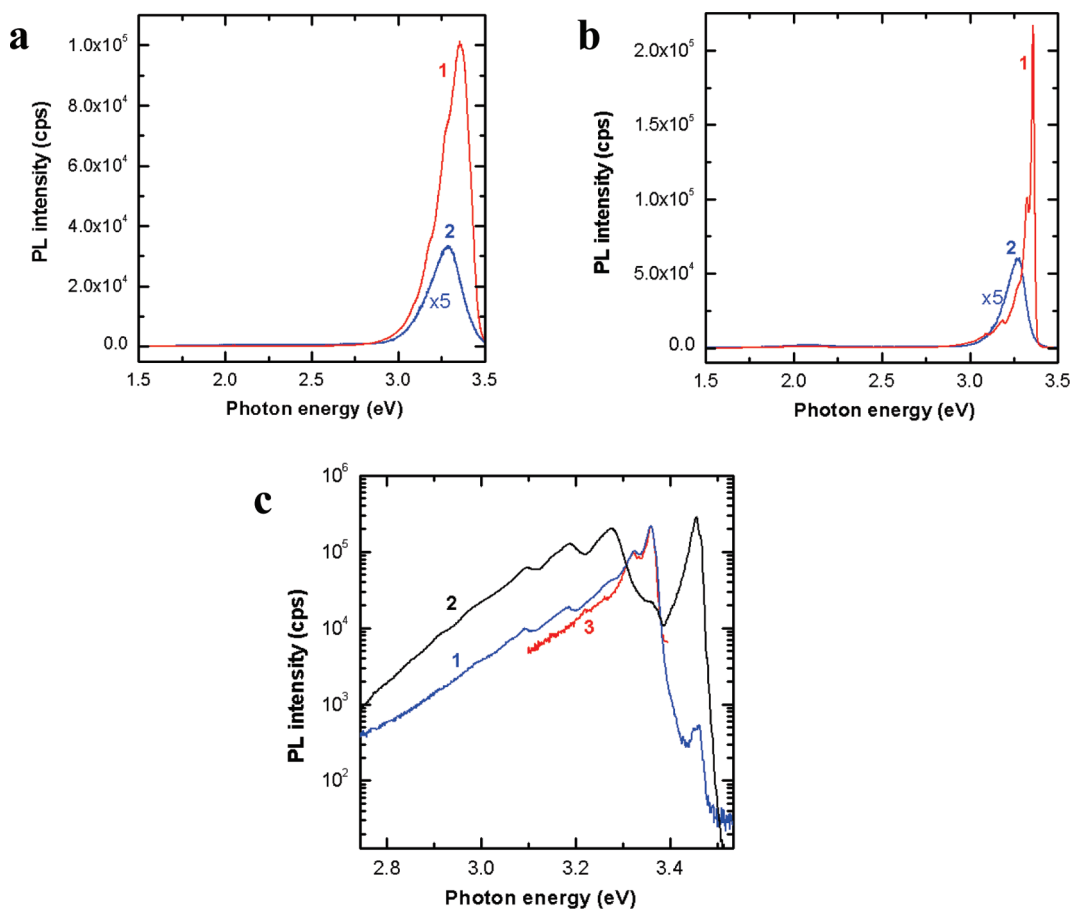 a
PL intensity (cps)
1.0x10⁵
8.0x10⁴
6.0x10⁴
4.0x10⁴
2.0x10⁴
0.0
1
2
x5
1.5 2.0 2.5 3.0 3.5
Photon energy (eV)
b
PL intensity (cps)
2.0x10⁵
1.5x10⁵
1.0x10⁵
5.0x10⁴
0.0
1
2
x5
1.5 2.0 2.5 3.0 3.5
Photon energy (eV)
c
PL intensity (cps)
10⁶
10⁵
10⁴
10³
10²
2
1
3
2.8 3.0 3.2 3.4
Photon energy (eV)